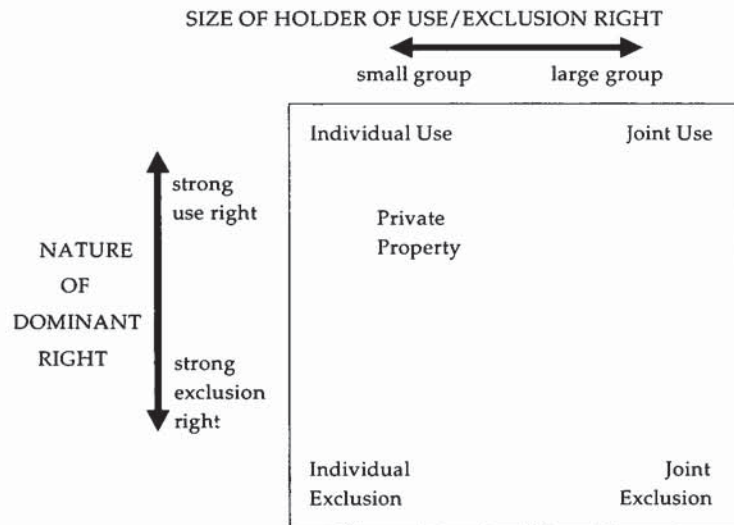 SIZE OF HOLDER OF USE/EXCLUSION RIGHT
small group
large group
Individual Use
Joint Use
strong
use right
Private
Property
NATURE
OF
DOMINANT
RIGHT
strong
exclusion
right
Individual
Exclusion
Joint
Exclusion